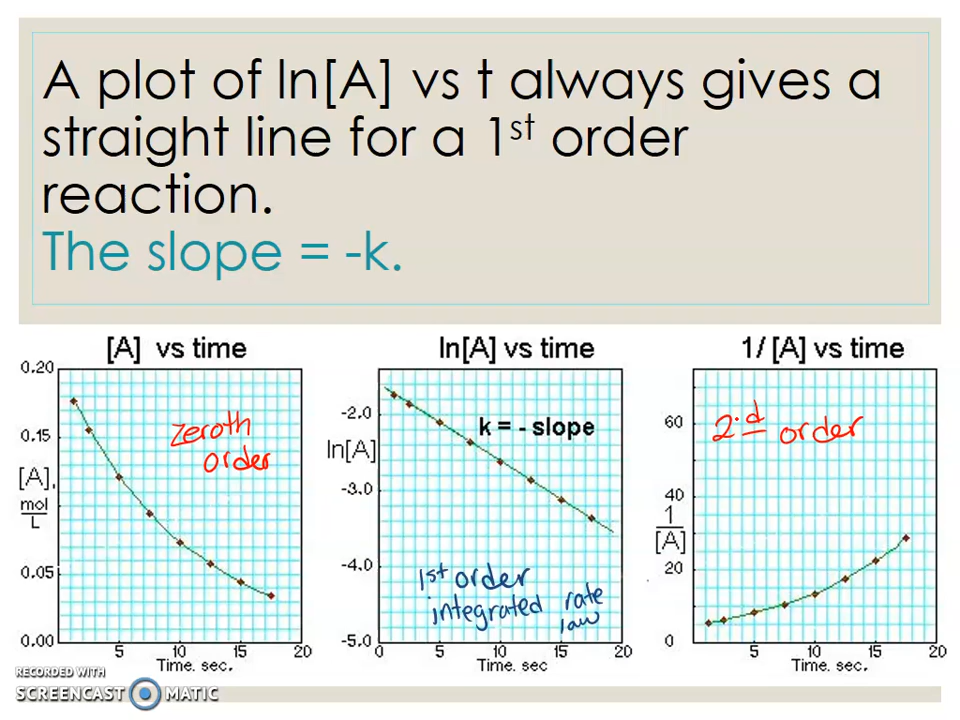 A plot of ln[A] vs t always gives a
straight line for a 1st order
reaction.
The slope = -k.
[A] vs time
0.20
0.15
[A],
mol
L
0.05
0.00
5
10
15
20
Time. sec.
zeroth
order
ln[A] vs time
-2.0
ln[A]
-3.0
-4.0
-5.0
5
10
15
20
Time. sec
k = - slope
1st order
integrated rate
law
1/ [A] vs time
60
40
1
[A]
20
0
5
10
15
20
Time. sec.
2.d order
RECORDED WITH
SCREENCAST MATIC